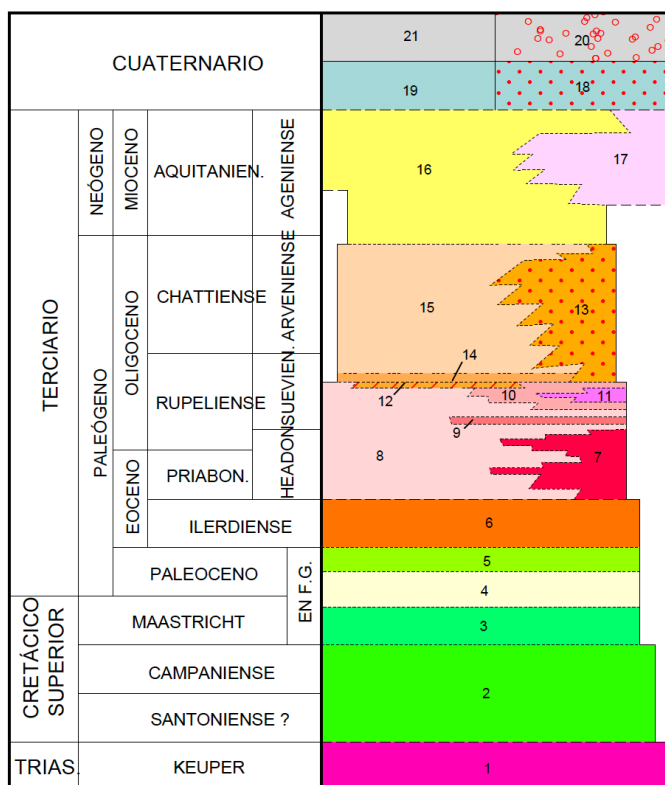 21
20
CUATERNARIO
19
18
TERCIARIO
NEÓGENO
MIOCENO
AQUITANIEN.
AGENIENSE
16
17
PALEÓGENO
OLIGOCENO
CHATTIENSE
ARVENIENSE
15
13
14
RUPELIENSE
SUEVIEN.
12
10
11
9
HEADON
8
7
EOCENO
PRIABON.
ILERDIENSE
6
PALEOCENO
EN F.G.
5
4
CRETÁCICO
SUPERIOR
MAASTRICHT
3
CAMPANIENSE
2
SANTONIENSE ?
TRIAS.
KEUPER
1